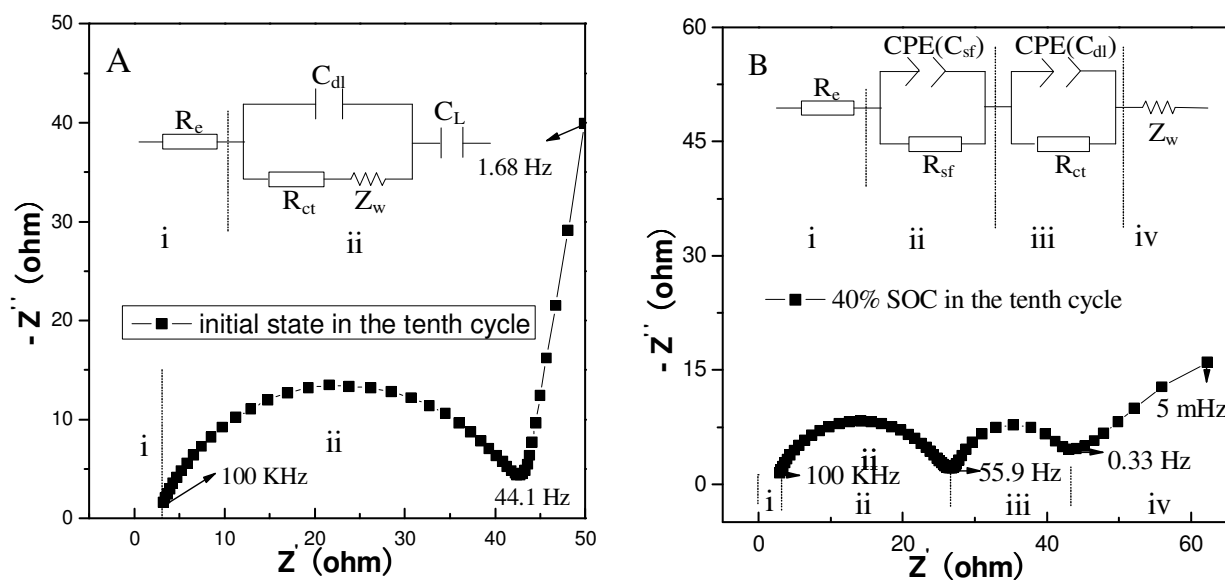 A
C_dl
R_e
C_L
R_ct
Z_w
i
ii
1.68 Hz
initial state in the tenth cycle
i
ii
100 KHz
44.1 Hz
50
40
30
20
10
0
0 10 20 30 40 50
- Z'' (ohm)
Z' (ohm)
B
CPE(C_sf) CPE(C_dl)
R_e
Z_w
R_sf R_ct
i ii iii iv
40% SOC in the tenth cycle
5 mHz
ii
100 KHz
55.9 Hz
0.33 Hz
i ii iii iv
60
45
30
15
0
0 20 40 60
- Z'' (ohm)
Z' (ohm)